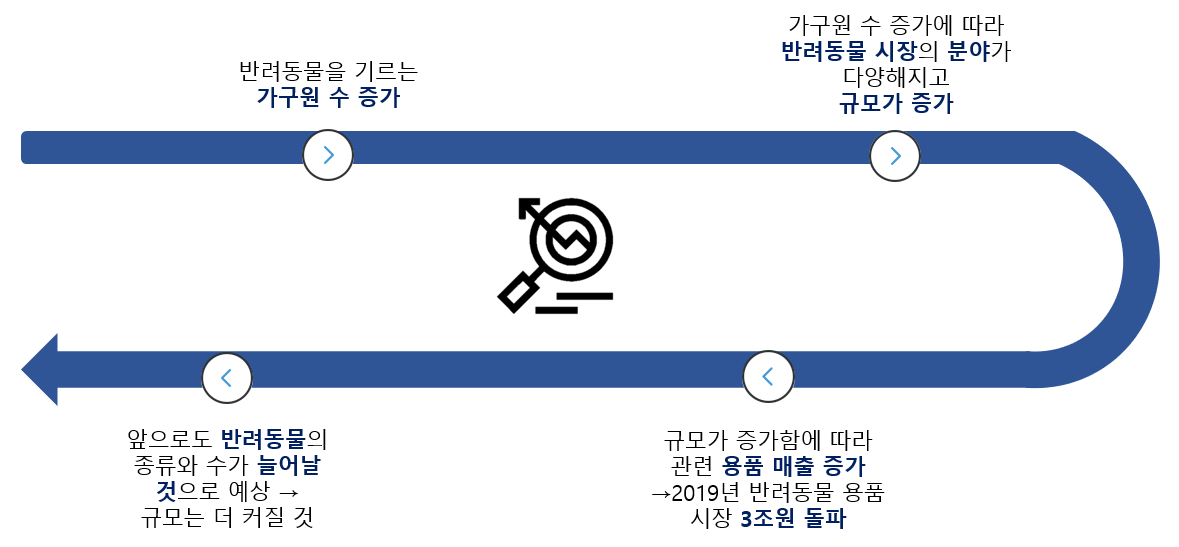 반려동물을 기르는
가구원 수 증가
가구원 수 증가에 따라
반려동물 시장의 분야가
다양해지고
규모가 증가
규모가 증가함에 따라
관련 용품 매출 증가
→2019년 반려동물 용품
시장 3조원 돌파
앞으로도 반려동물의
종류와 수가 늘어날
것으로 예상 →
규모는 더 커질 것